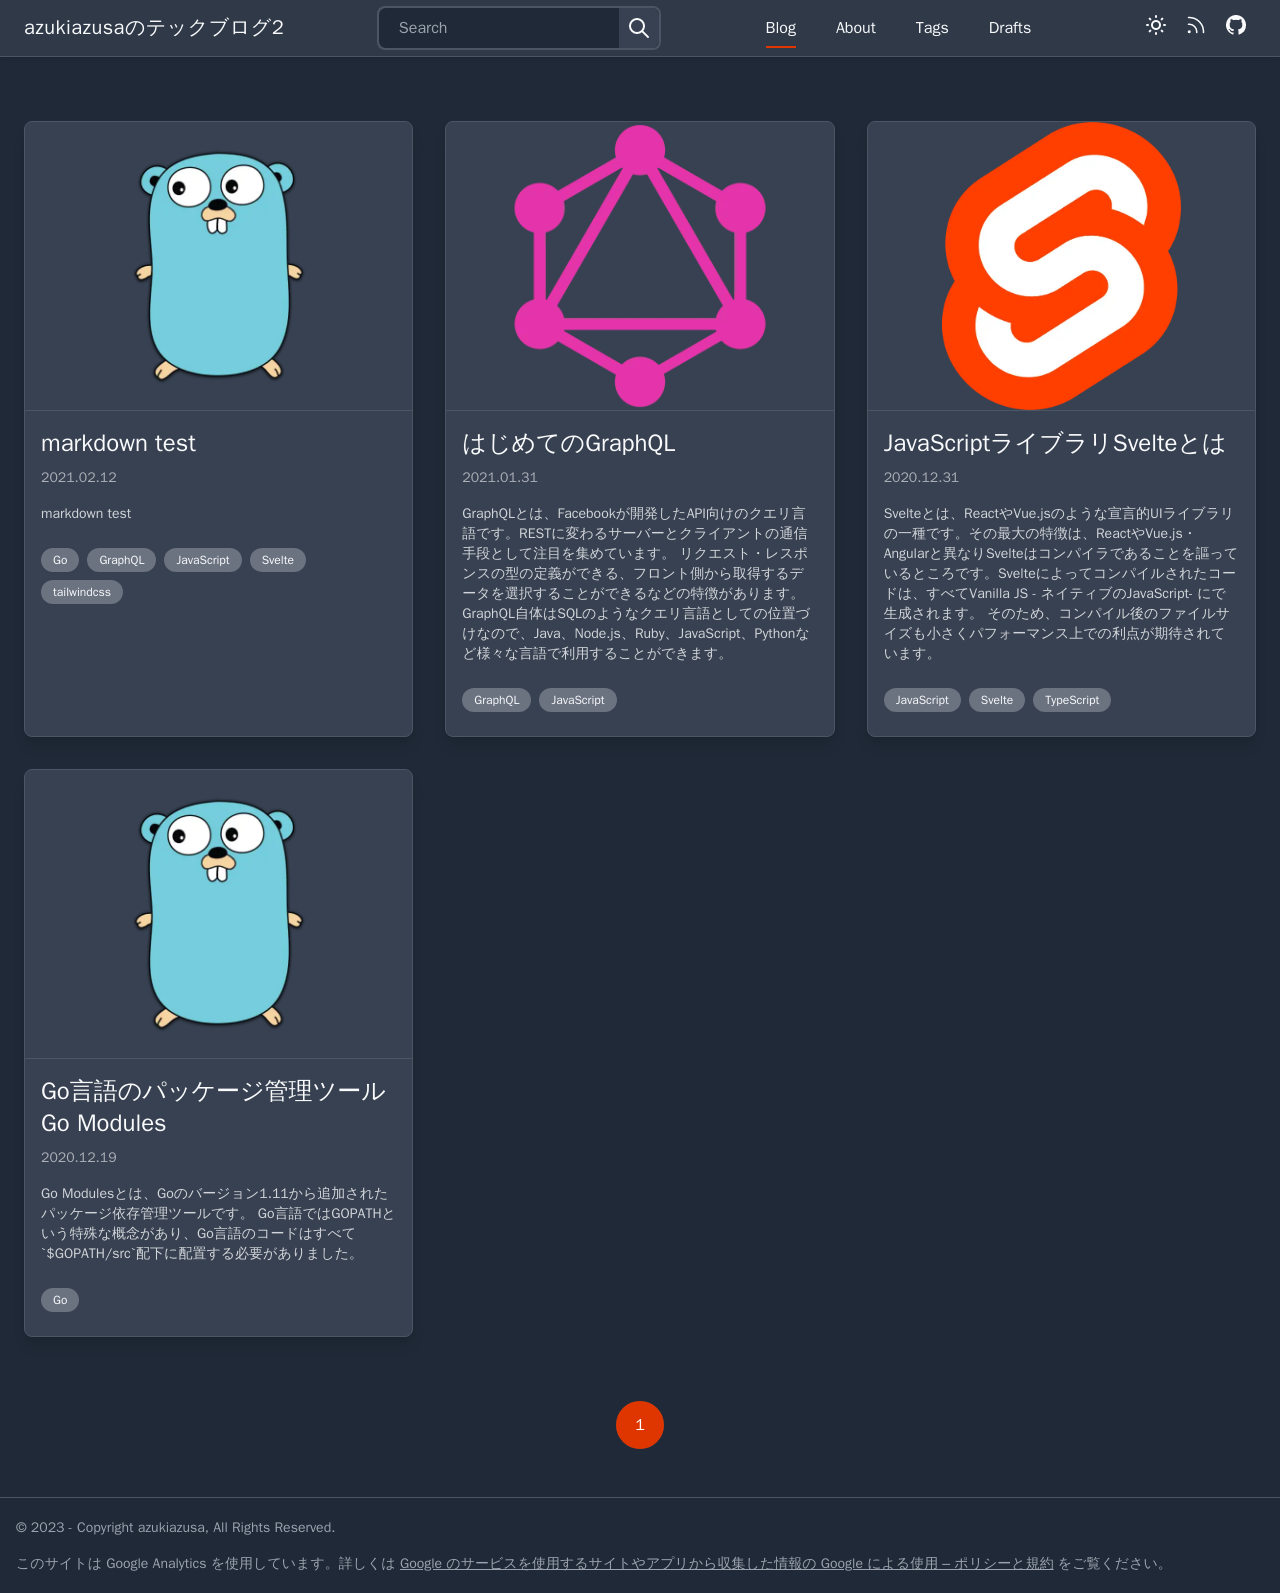 azukiazusaのテックブログ2
Search
Blog
About
Tags
Drafts
markdown test
2021.02.12
markdown test
Go
GraphQL
JavaScript
Svelte
tailwindcss
はじめてのGraphQL
2021.01.31
GraphQLとは、Facebookが開発したAPI向けのクエリ言
語です。RESTに変わるサーバーとクライアントの通信
手段として注目を集めています。 リクエスト・レスポ
ンスの型の定義ができる、フロント側から取得するデ
ータを選択することができるなどの特徴があります。
GraphQL自体はSQLのようなクエリ言語としての位置づ
けなので、Java、Node.js、Ruby、JavaScript、Pythonな
ど様々な言語で利用することができます。
GraphQL
JavaScript
JavaScriptライブラリSvelteとは
2020.12.31
Svelteとは、ReactやVue.jsのような宣言的UIライブラリ
の一種です。その最大の特徴は、ReactやVue.js・
Angularと異なりSvelteはコンパイラであることを謳って
いるところです。Svelteによってコンパイルされたコー
ドは、すべてVanilla JS - ネイティブのJavaScript- にで
生成されます。 そのため、コンパイル後のファイルサ
イズも小さくパフォーマンス上での利点が期待されて
います。
JavaScript
Svelte
TypeScript
Go言語のパッケージ管理ツール
Go Modules
2020.12.19
Go Modulesとは、Goのバージョン1.11から追加された
パッケージ依存管理ツールです。 Go言語ではGOPATHと
いう特殊な概念があり、Go言語のコードはすべて
`$GOPATH/src`配下に配置する必要がありました。
Go
1
© 2023 - Copyright azukiazusa, All Rights Reserved.
このサイトは Google Analytics を使用しています。詳しくは Google のサービスを使用するサイトやアプリから収集した情報の Google による使用 – ポリシーと規約 をご覧ください。